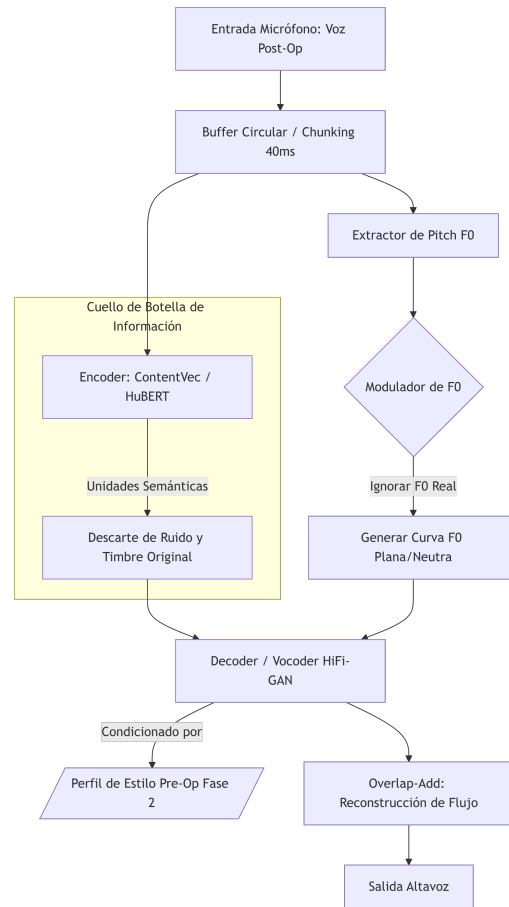 Entrada Micrófono: Voz
Post-Op
Buffer Circular / Chunking
40ms
Extractor de Pitch F0
Cuello de Botella de
Información
Encoder: ContentVec /
HuBERT
Modulador de F0
Unidades Semánticas
Ignorar F0 Real
Descarte de Ruido y
Timbre Original
Generar Curva F0
Plana/Neutra
Decoder / Vocoder HiFi-
GAN
Condicionado por
Perfil de Estilo Pre-Op Fase
2
Overlap-Add:
Reconstrucción de Flujo
Salida Altavoz